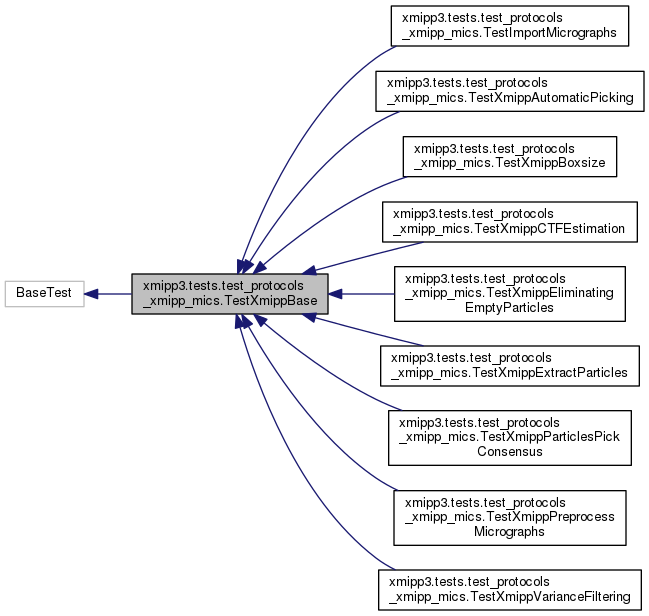 xmipp3.tests.test_protocols
_xmipp_mics.TestImportMicrographs
xmipp3.tests.test_protocols
_xmipp_mics.TestXmippAutomaticPicking
xmipp3.tests.test_protocols
_xmipp_mics.TestXmippBoxsize
xmipp3.tests.test_protocols
_xmipp_mics.TestXmippCTFEstimation
BaseTest
xmipp3.tests.test_protocols
_xmipp_mics.TestXmippBase
xmipp3.tests.test_protocols
_xmipp_mics.TestXmippEliminating
EmptyParticles
xmipp3.tests.test_protocols
_xmipp_mics.TestXmippExtractParticles
xmipp3.tests.test_protocols
_xmipp_mics.TestXmippParticlesPick
Consensus
xmipp3.tests.test_protocols
_xmipp_mics.TestXmippPreprocess
Micrographs
xmipp3.tests.test_protocols
_xmipp_mics.TestXmippVarianceFiltering